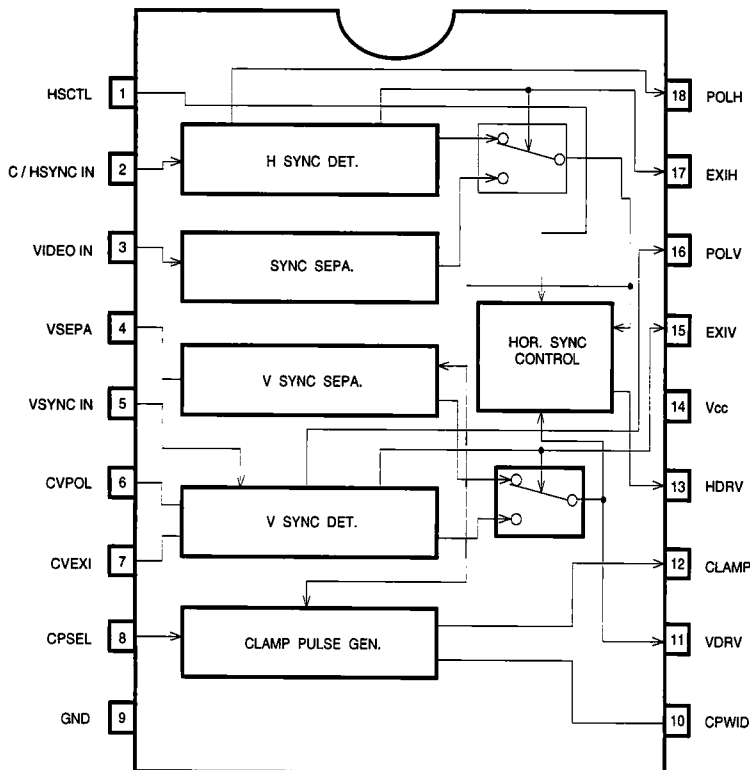 HSCTL 1
C / HSYNC IN 2
VIDEO IN 3
VSEPA 4
VSYNC IN 5
CVPOL 6
CVEXI 7
CPSEL 8
GND 9
H SYNC DET.
SYNC SEPA.
V SYNC SEPA.
V SYNC DET.
CLAMP PULSE GEN.
HOR. SYNC
CONTROL
18 POLH
17 EXIH
16 POLV
15 EXIV
14 Vcc
13 HDRV
12 CLAMP
11 VDRV
10 CPWID